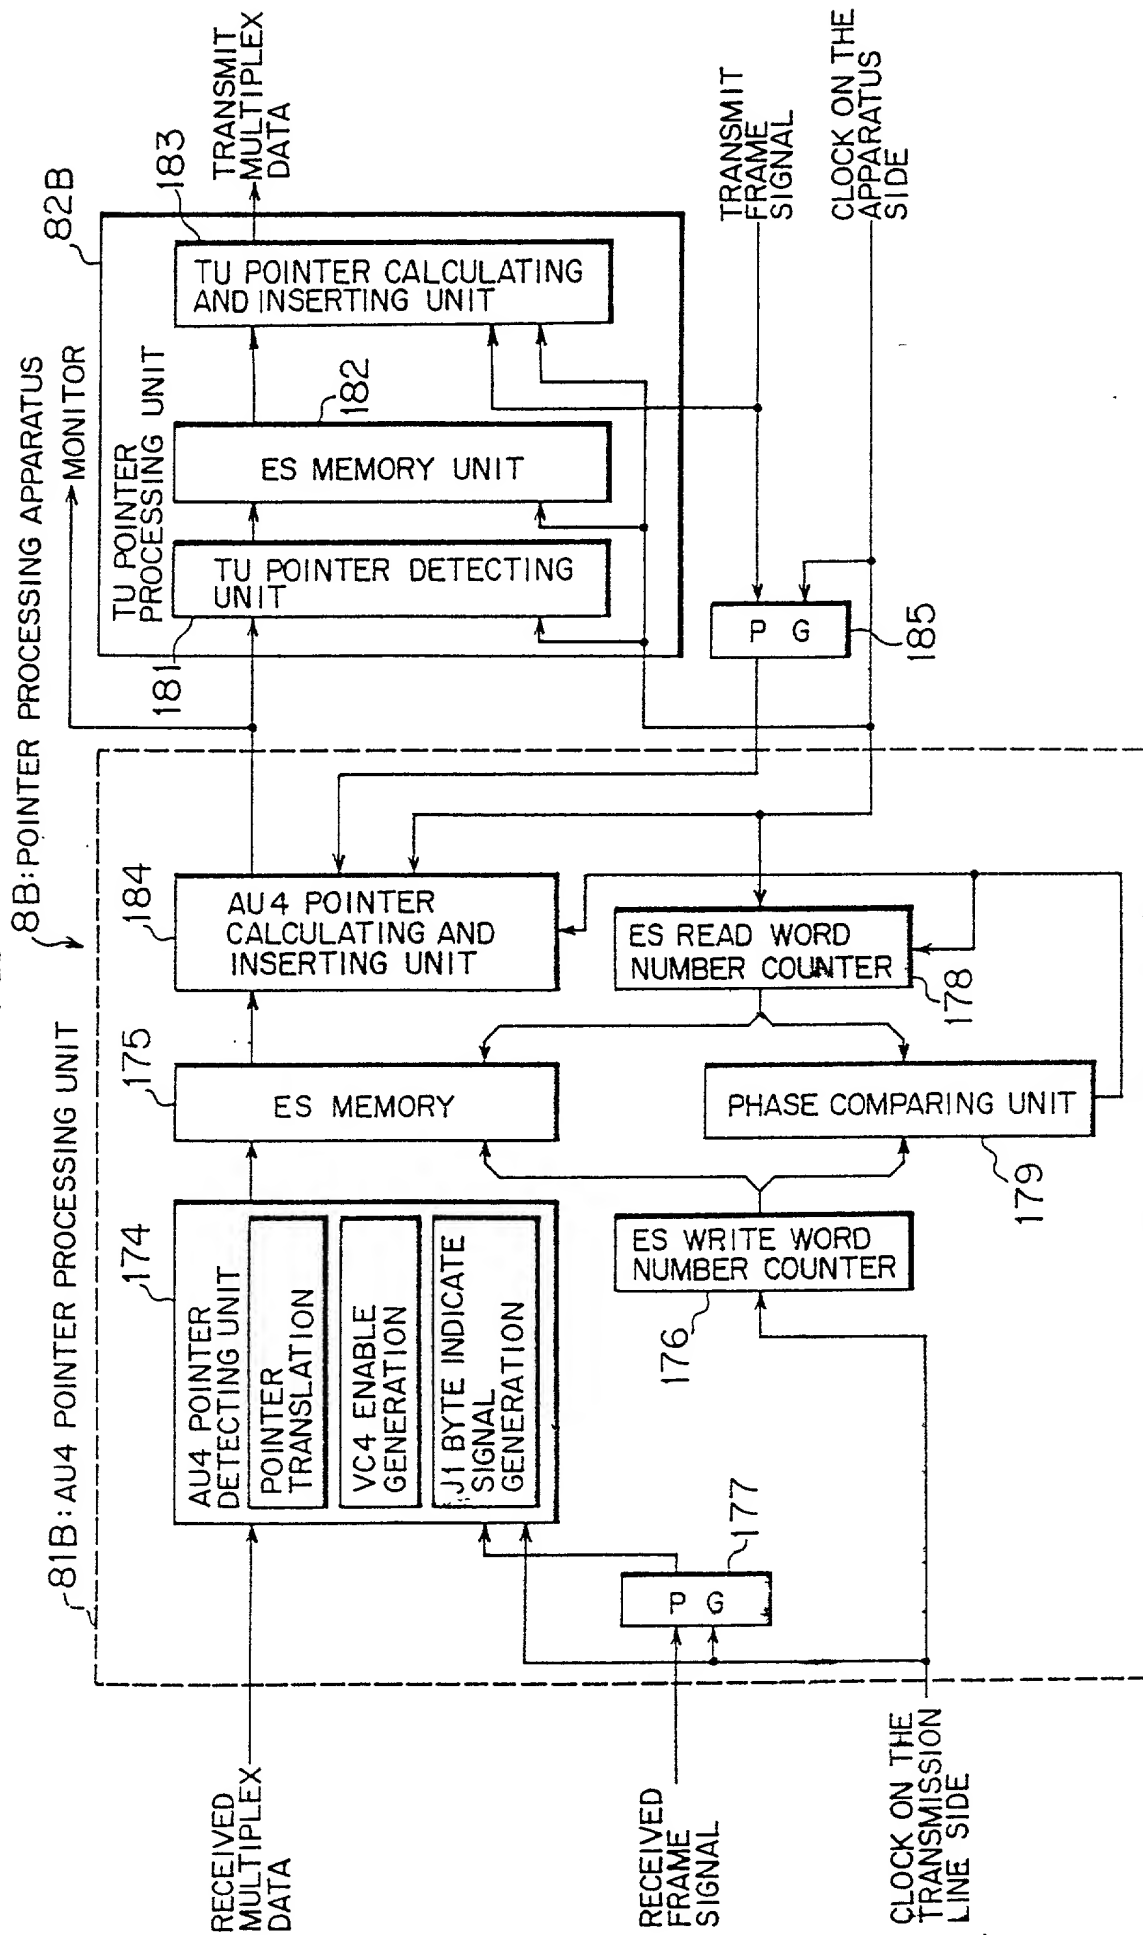 8B: POINTER PROCESSING APPARATUS
81B: AU4 POINTER PROCESSING UNIT
82B
MONITOR
174
AU4 POINTER
DETECTING UNIT
POINTER
TRANSLATION
VC4 ENABLE
GENERATION
J1 BYTE INDICATE
SIGNAL
GENERATION
175
ES MEMORY
184
AU4 POINTER
CALCULATING AND
INSERTING UNIT
TU POINTER
PROCESSING UNIT
181
TU POINTER DETECTING
UNIT
182
ES MEMORY UNIT
183
TU POINTER CALCULATING
AND INSERTING UNIT
TRANSMIT
MULTIPLEX
DATA
RECEIVED
MULTIPLEX
DATA
RECEIVED
FRAME
SIGNAL
P G
177
ES WRITE WORD
NUMBER COUNTER
176
PHASE COMPARING UNIT
179
ES READ WORD
NUMBER COUNTER
178
P G
185
TRANSMIT
FRAME
SIGNAL
CLOCK ON THE
APPARATUS
SIDE
CLOCK ON THE
TRANSMISSION
LINE SIDE